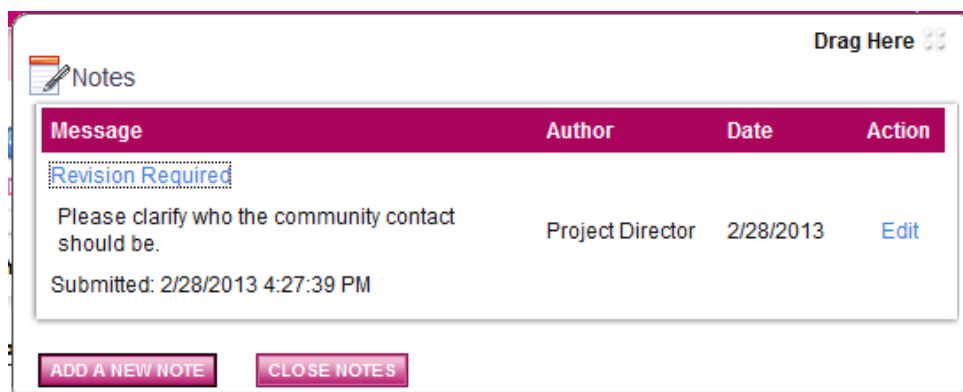 Drag Here
Notes
Message Author Date Action
Revision Required
Please clarify who the community contact
should be.
Project Director 2/28/2013 Edit
Submitted: 2/28/2013 4:27:39 PM
ADD A NEW NOTE CLOSE NOTES